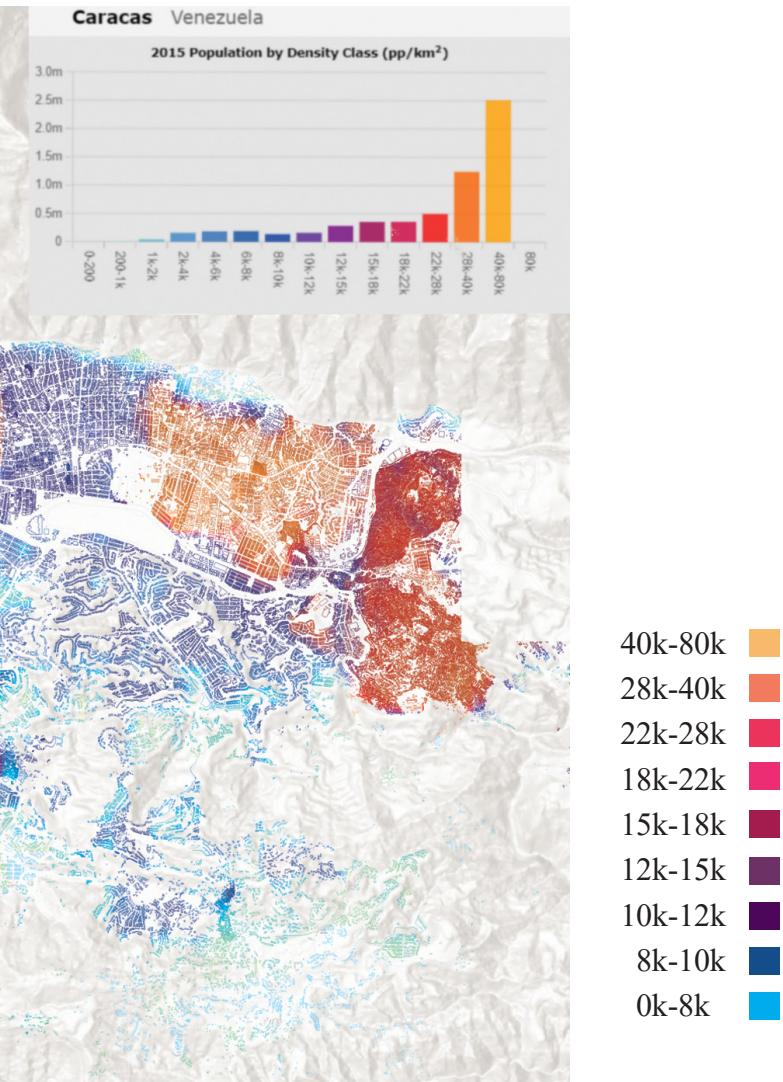 Caracas Venezuela
2015 Population by Density Class (pp/km²)
3.0m
2.5m
2.0m
1.5m
1.0m
0.5m
0
0-200
200-1k
1k-2k
2k-4k
4k-6k
6k-8k
8k-10k
10k-12k
12k-15k
15k-18k
18k-22k
22k-28k
28k-40k
40k-80k
80k
40k-80k
28k-40k
22k-28k
18k-22k
15k-18k
12k-15k
10k-12k
8k-10k
0k-8k